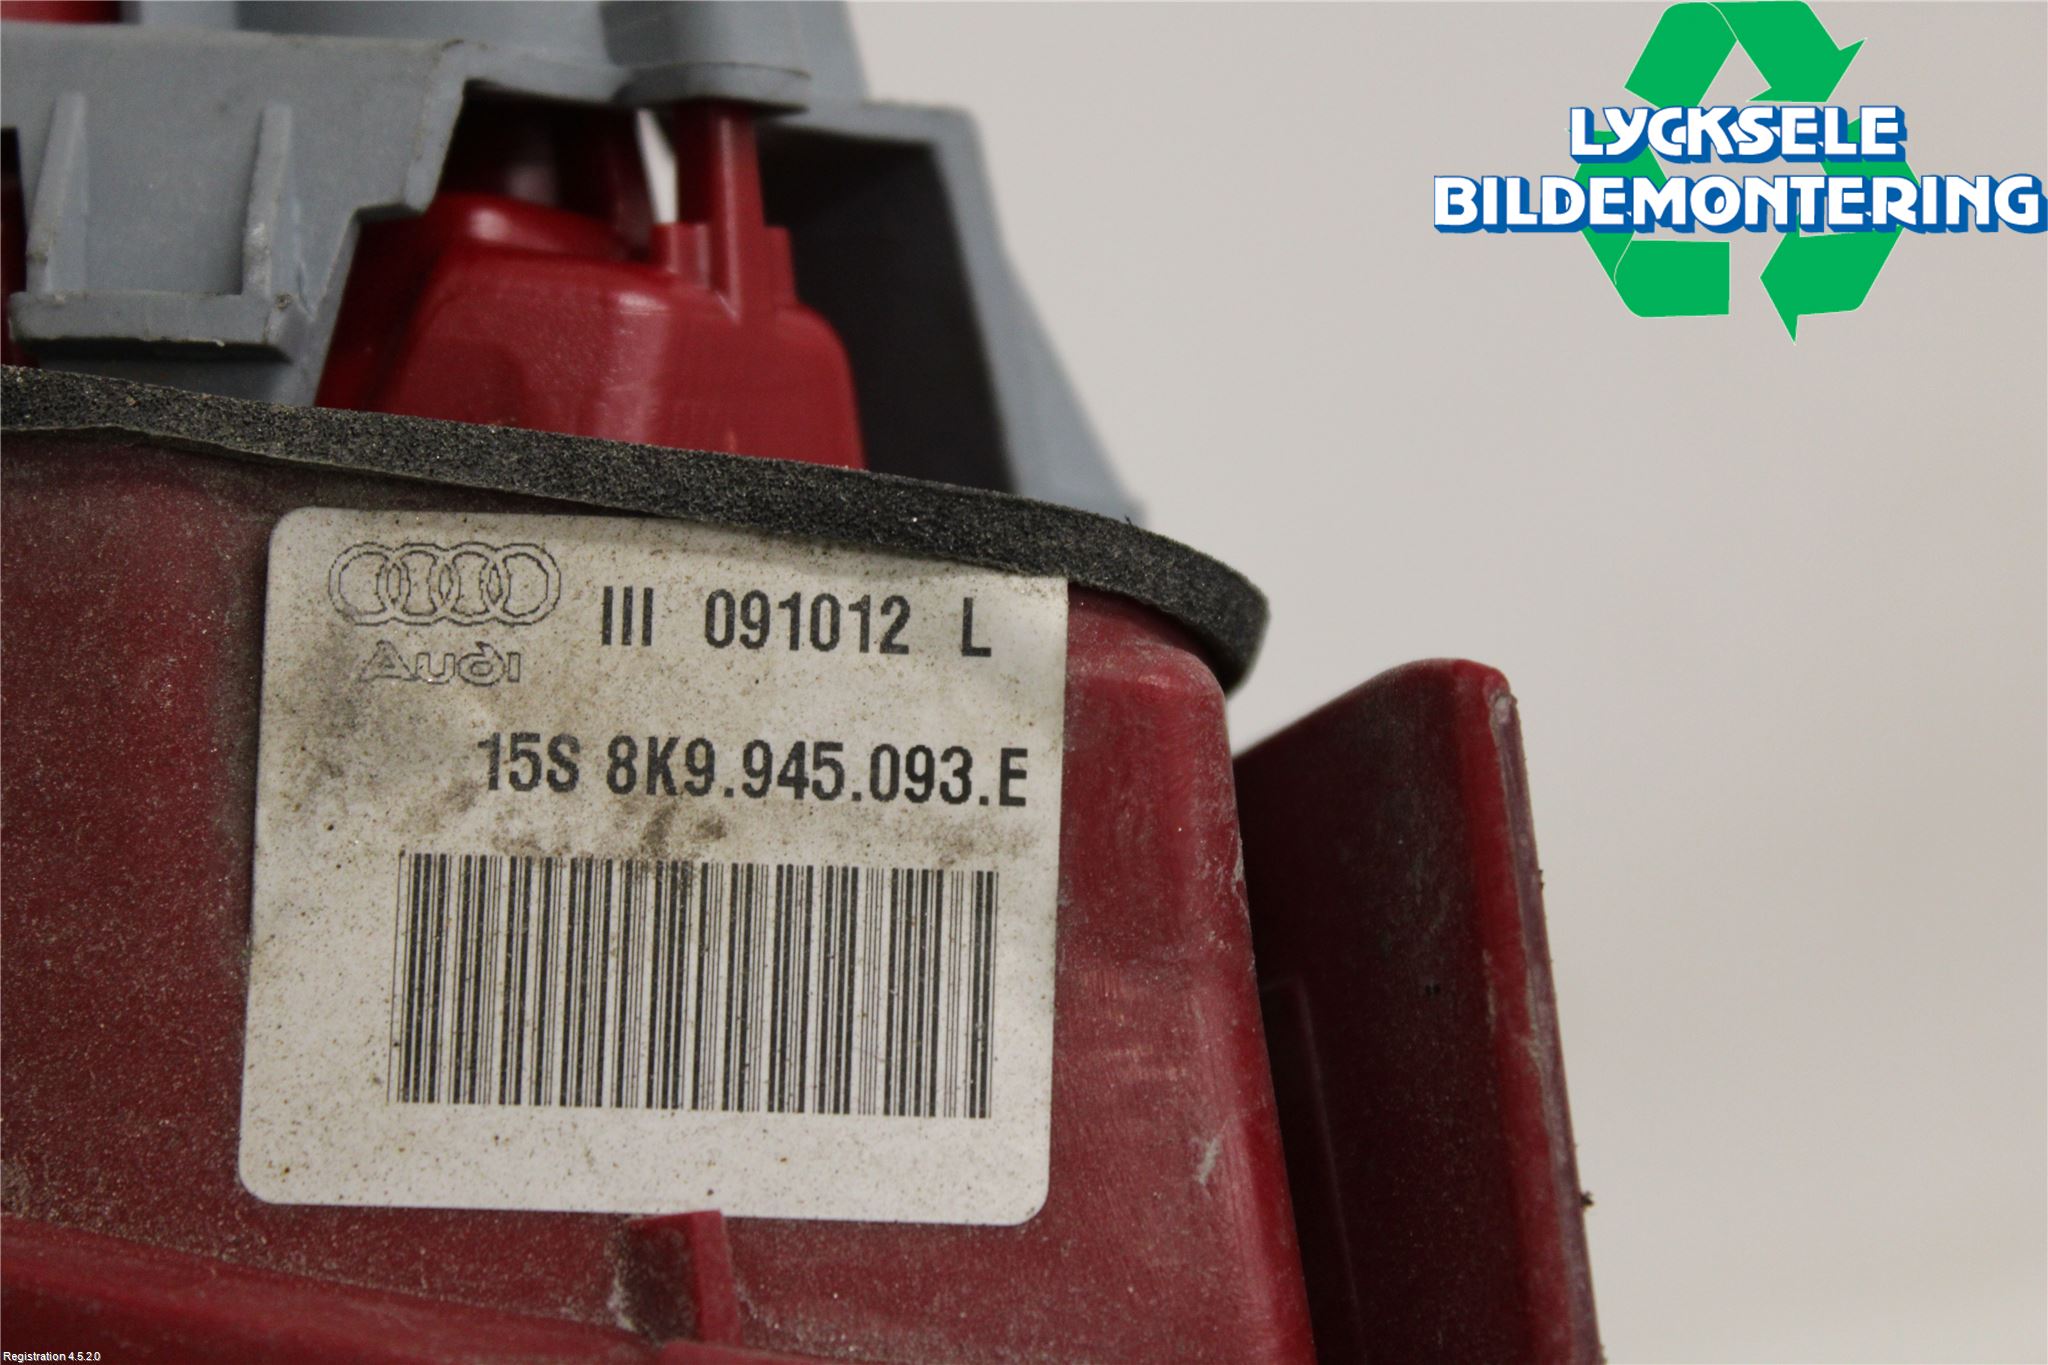 LYCKSELE
BILDEMONTERING
III 091012 L
Audi
15S 8K9.945.093.E
Registration 4.5.2.0